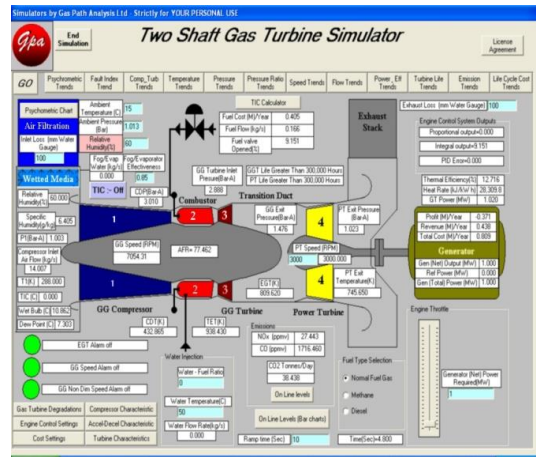 Simulators by Gas Path Analysis Ltd - Strictly for YOUR PERSONAL USE
Gpa
End Simulation
Two Shaft Gas Turbine Simulator
License Agreement
GO
Psychrometric Trends
Fault Index Trend
Comp_Turb Trends
Temperature Trends
Pressure Trends
Pressure Ratio Trends
Speed Trends
Flow Trends
Power_Eff Trends
Turbine Life Trends
Emission Trends
Life Cycle Cost Trends
Psychrometric Chart
Air Filtration
Inlet Loss (mm Water Gauge)
100
Wetted Media
Relative Humidity(%) 60.000
Specific Humidity(g/kg) 6.405
P1(Bar-A) 1.003
Compressor Inlet Air Flow (kg/s)
14.007
T1(K) 288.000
TIC (C) 0.000
Wet Bulb (C) 10.862
Dew Point (C) 7.303
Ambient Temperature (C) 15
Ambient Pressure (Bar) 1.013
Relative Humidity(%) 60
Fog/Evap Water (kg/s)
0.000
Fog/Evaporator Effectiveness
0.85
TIC :- Off
CDP(Bar-A)
3.010
TIC Calculator
Fuel Cost (M)/Year 0.405
Fuel Flow (kg/s) 0.166
Fuel valve Opened(%) 9.151
GG Turbine Inlet Pressure(Bar-A)
2.888
GGT Life Greater Than 300,000 Hours
PT Life Greater Than 300,000 Hours
Combustor
Transition Duct
Exhaust Stack
1
2
3
4
GG Exit Pressure(Bar-A)
1.476
PT Exit Pressure (Bar-A)
1.023
GG Speed (RPM)
7054.31
AFR= 77.462
PT Speed (RPM)
3000 3000.000
EGT(K)
809.620
PT Exit Temperature(K)
745.650
1
2
3
4
GG Compressor
GG Turbine
Power Turbine
CDT(K)
432.865
TET(K)
938.430
Exhaust Loss (mm Water Gauge) 100
Engine Control System Outputs
Proportional output=0.000
Integral output=9.151
PID Error=0.000
Thermal Efficiency(%) 12.716
Heat Rate (kJ/kW h) 28,309.8
GT Power (MW) 1.020
Profit (M)/Year -0.371
Revenue (M)/Year 0.438
Total Cost (M)/Year 0.809
Generator
Gen (Net) Output (MW) 1.000
Ref Power (MW) 0.000
Gen (Total) Power (MW) 1.000
EGT Alarm off
GG Speed Alarm off
GG Non Dim Speed Alarm off
Gas Turbine Degradations
Compressor Characteristic
Engine Control Settings
Accel-Decel Characteristic
Cost Settings
Turbine Characteristics
Water Injection
Water - Fuel Ratio
0
Water Temperature(C)
50
Water Flow Rate(kg/s)
0.000
Emissions
NOx (ppmv) 27.443
CO (ppmv) 1716.460
CO2 Tonnes/Day
38.438
On Line levels
On Line Levels (Bar charts)
Ramp time (Sec) 10
Fuel Type Selection
Normal Fuel Gas
Methane
Diesel
Time(Sec)=4.800
Engine Throttle
Generator (Net) Power Required(MW)
1